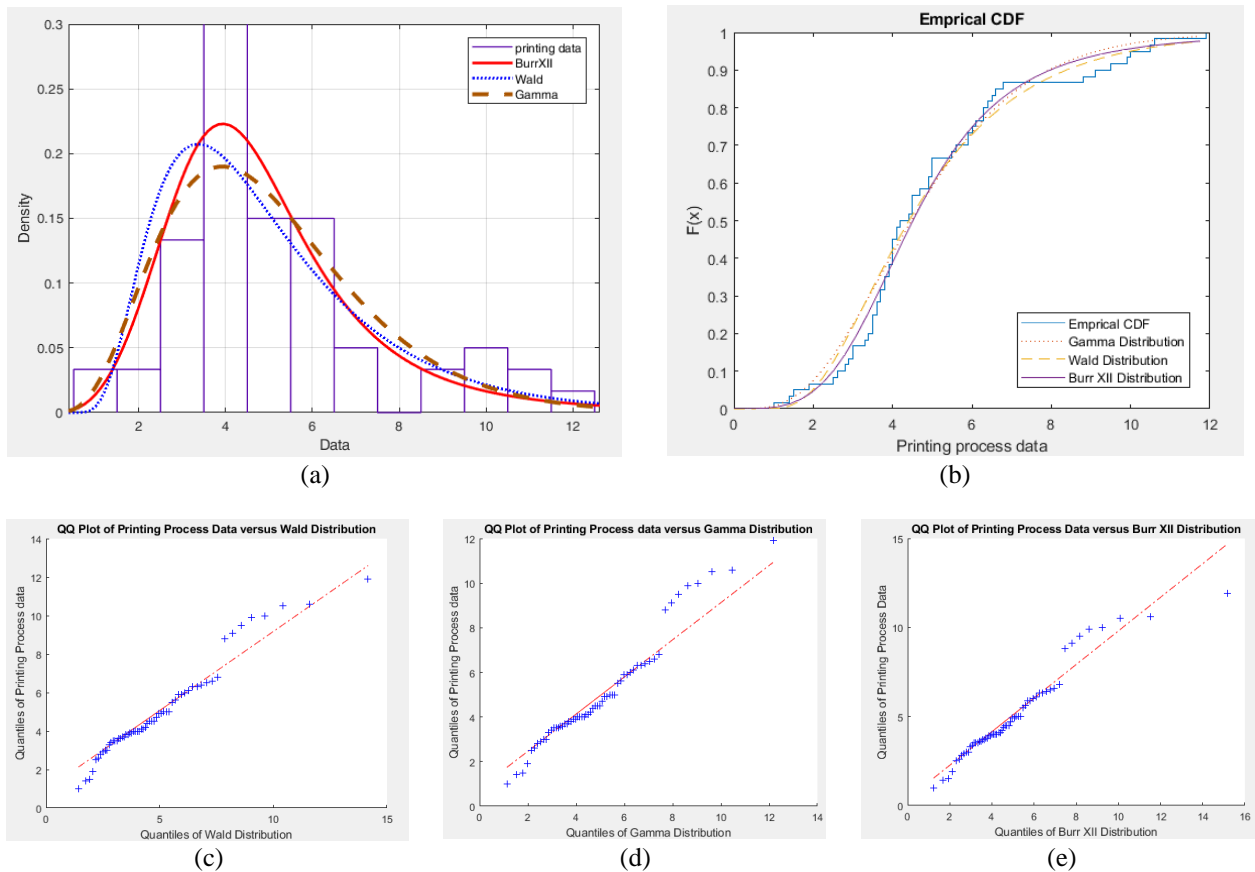 0.3
0.25
0.2
0.15
0.1
0.05
0
Density
2
4
6
8
10
12
Data
printing data
BurrXII
Wald
Gamma
(a)
Emprical CDF
1
0.9
0.8
0.7
0.6
0.5
0.4
0.3
0.2
0.1
0
F(x)
0
2
4
6
8
10
12
Printing process data
Emprical CDF
Gamma Distribution
Wald Distribution
Burr XII Distribution
(b)
QQ Plot of Printing Process Data versus Wald Distribution
14
12
10
8
6
4
2
0
Quantiles of Printing Process data
0
5
10
15
Quantiles of Wald Distribution
(c)
QQ Plot of Printing Process data versus Gamma Distribution
12
10
8
6
4
2
0
Quantiles of Printing Process data
0
2
4
6
8
10
12
14
Quantiles of Gamma Distribution
(d)
QQ Plot of Printing Process Data versus Burr XII Distribution
15
10
5
0
Quantiles of Printing Process Data
0
2
4
6
8
10
12
14
16
Quantiles of Burr XII Distribution
(e)